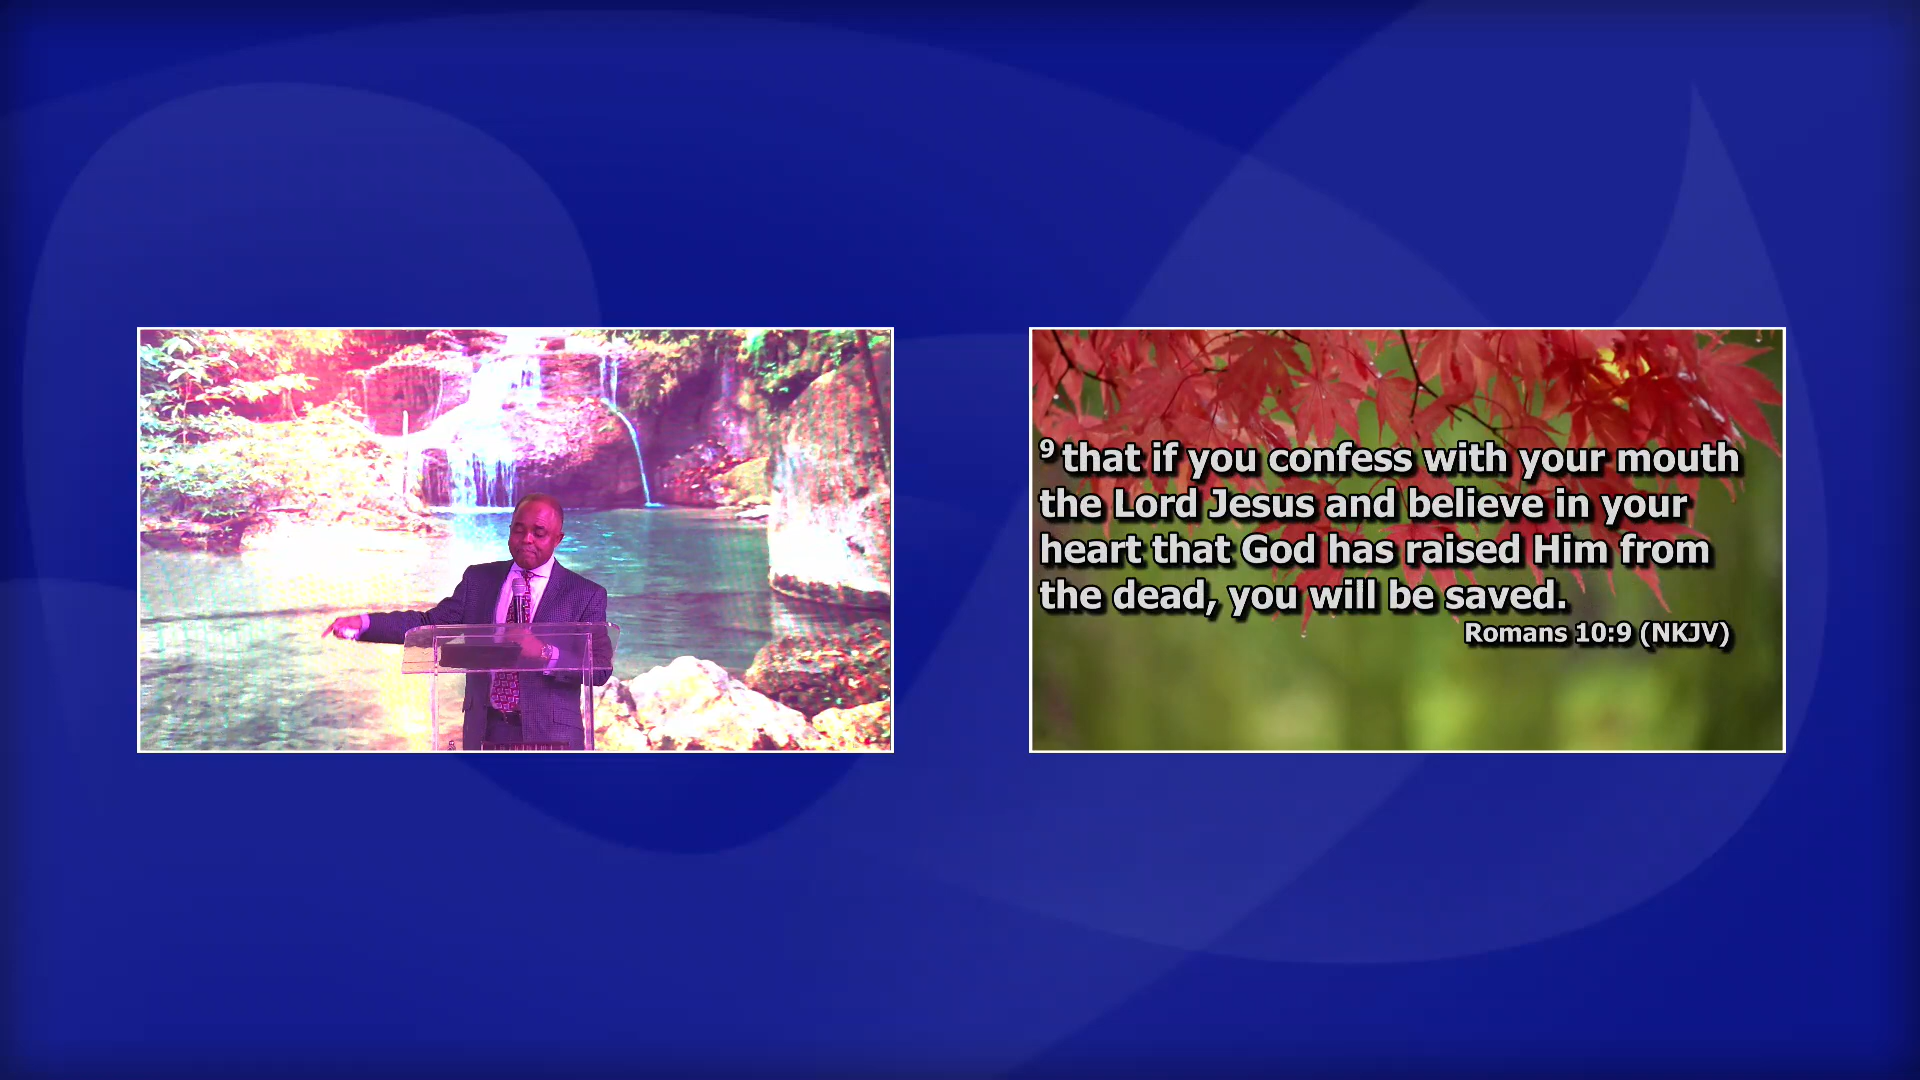 9 that if you confess with your mouth
the Lord Jesus and believe in your
heart that God has raised Him from
the dead, you will be saved.
Romans 10:9 (NKJV)